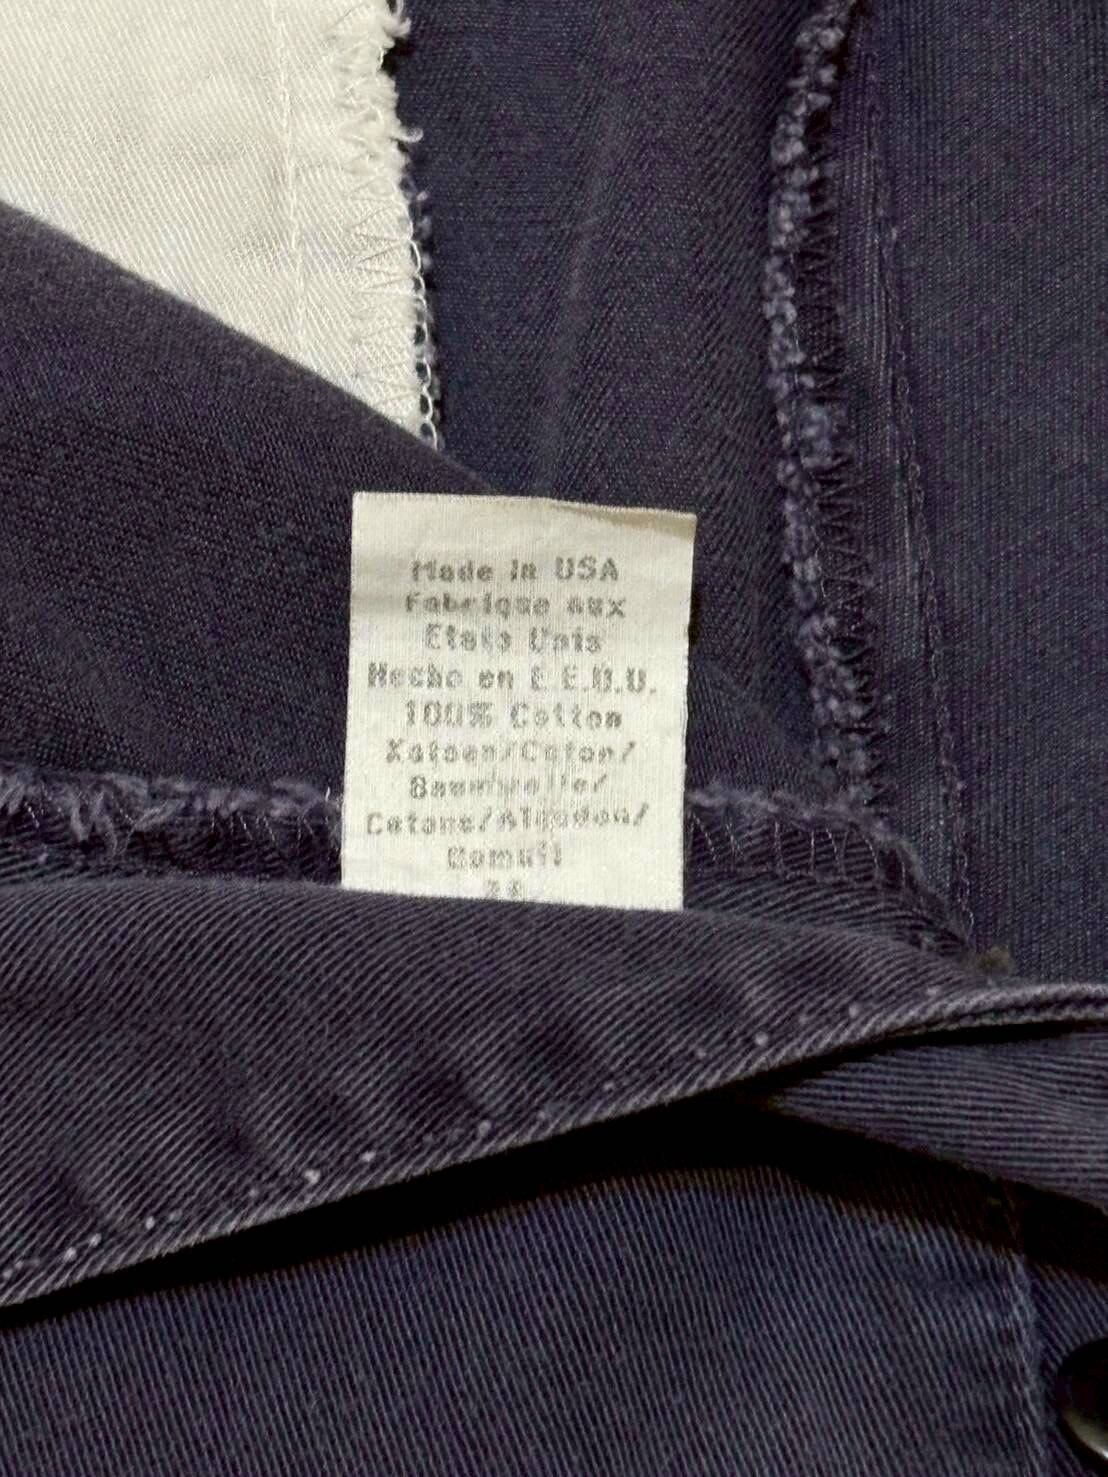 Made in USA
Fabrique aux
Etats Unis
Hecho en E.E.U.U.
100% Cotton
Katoen/Coton/
Baumwolle/
Cotone/Algodon/
Bomull